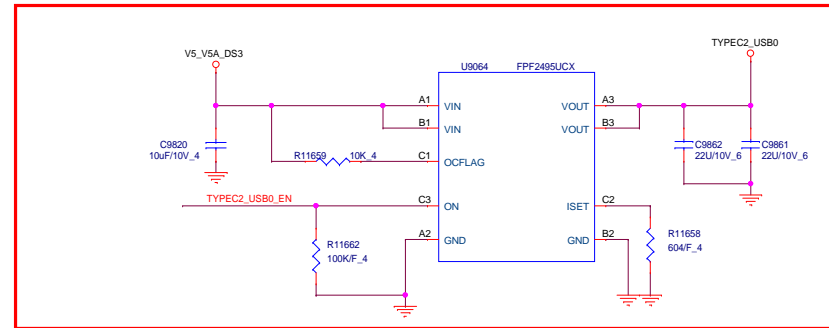 V5_V5A_DS3
TYPEC2_USB0
U9064 FPF2495UCX
A1 VIN VOUT A3
B1 VIN VOUT B3
C9820
10uF/10V_4
C9862
22U/10V_6
C9861
22U/10V_6
R11659 10K_4 C1 OCFLAG
TYPEC2_USB0_EN C3 ON ISET C2
A2 GND GND B2
R11662
100K/F_4
R11658
604/F_4